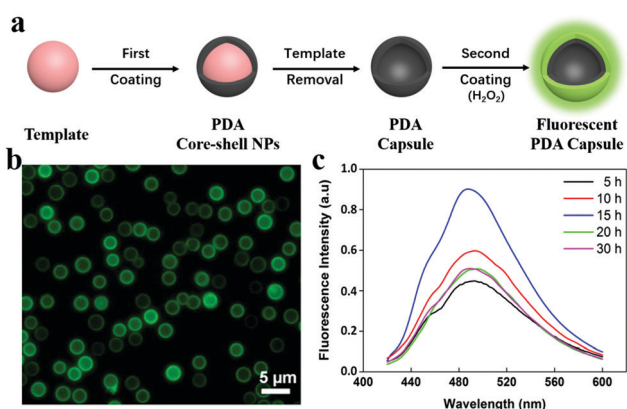 a
First
Coating
Template
Removal
Second
Coating
(H₂O₂)
Template
PDA
Core-shell NPs
PDA
Capsule
Fluorescent
PDA Capsule
b
5 μm
c
Fluorescence Intensity (a.u)
1.0
0.8
0.6
0.4
0.2
0.0
5 h
10 h
15 h
20 h
30 h
400 440 480 520 560 600
Wavelength (nm)